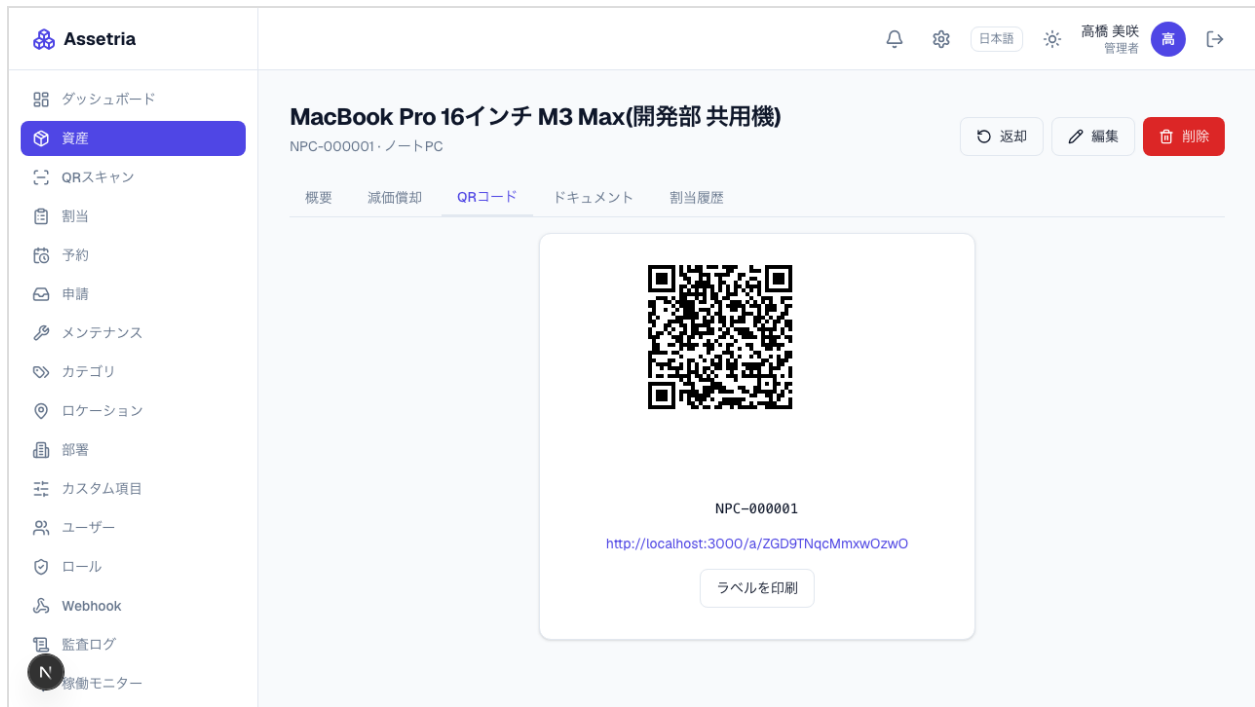 Assetria
日本語
高橋 美咲
管理者
高
ダッシュボード
資産
QRスキャン
割当
予約
申請
メンテナンス
カテゴリ
ロケーション
部署
カスタム項目
ユーザー
ロール
Webhook
監査ログ
N
稼働モニター
MacBook Pro 16インチ M3 Max(開発部 共用機)
NPC-000001 · ノートPC
返却
編集
削除
概要
減価償却
QRコード
ドキュメント
割当履歴
NPC-000001
http://localhost:3000/a/ZGD9TNqcMmxwOzwO
ラベルを印刷